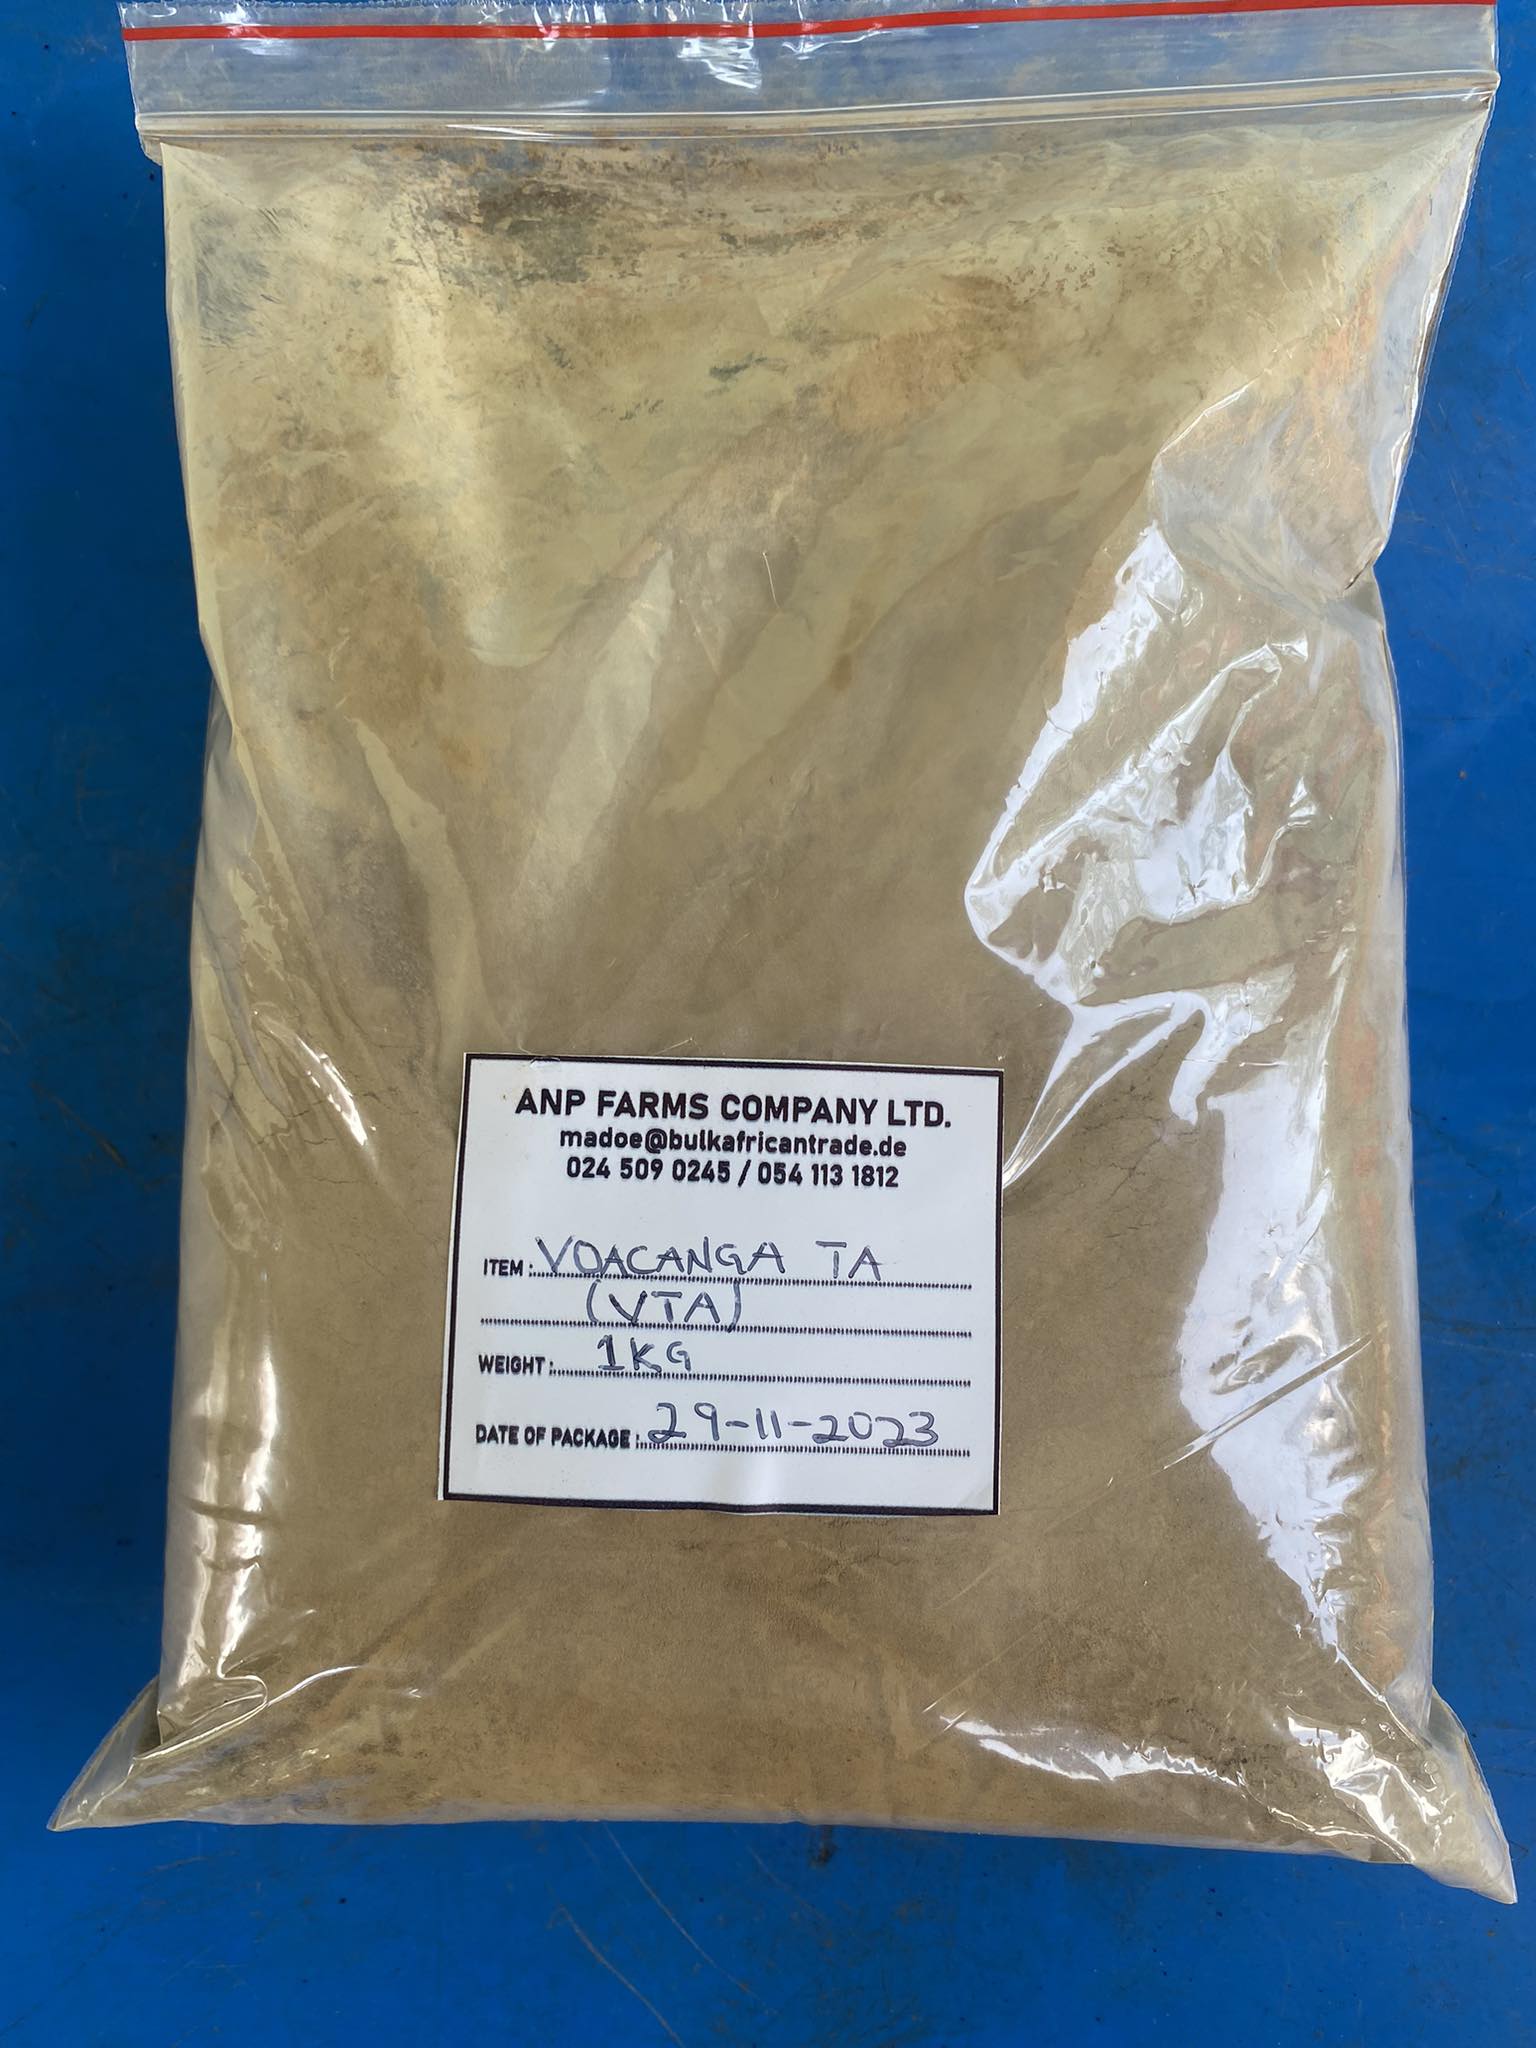 ANP FARMS COMPANY LTD.
madoe@bulkafricantrade.de
024 509 0245 / 054 113 1812
ITEM: VOACANGA TA
(VTA)
WEIGHT: 1KG
DATE OF PACKAGE: 29-11-2023